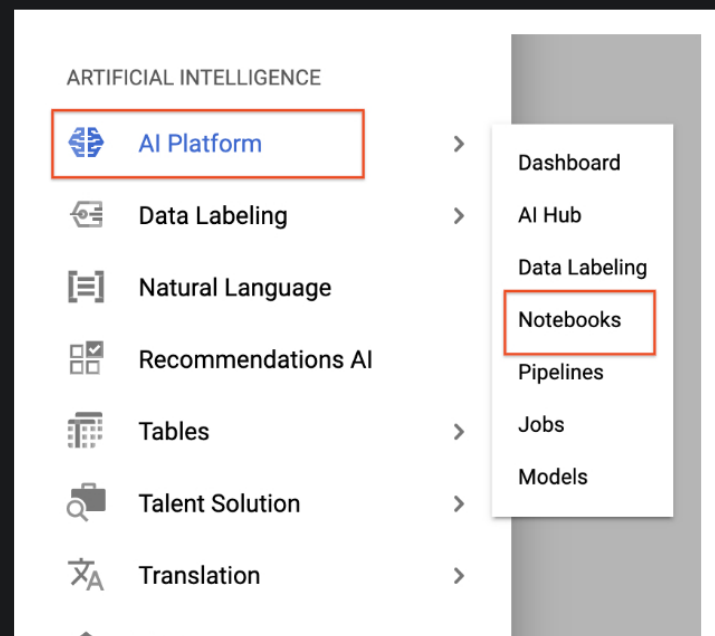 ARTIFICIAL INTELLIGENCE
AI Platform
Data Labeling
Natural Language
Recommendations AI
Tables
Talent Solution
Translation
Dashboard
AI Hub
Data Labeling
Notebooks
Pipelines
Jobs
Models